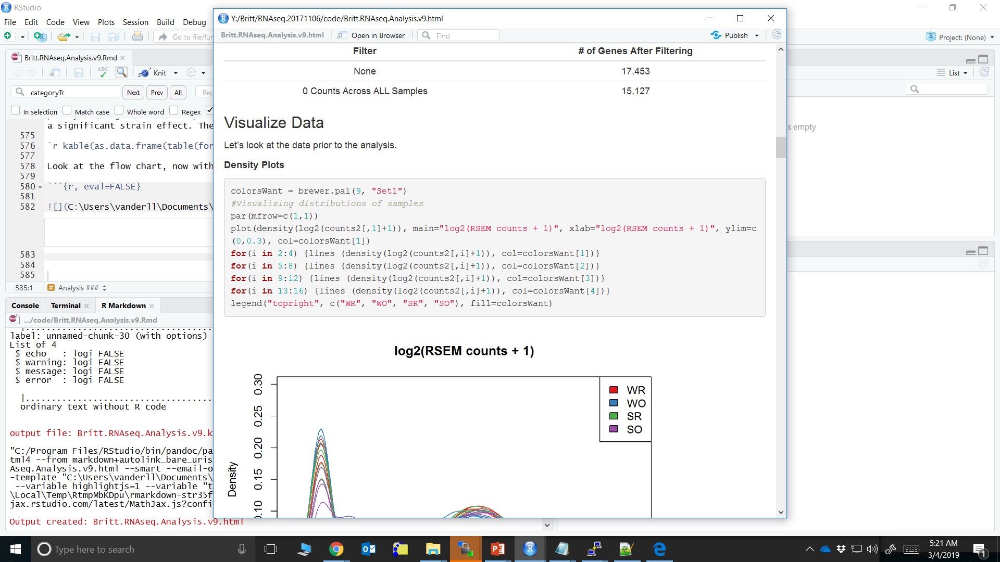 RStudio
File Edit Code View Plots Session Build Debug
Go to file/fun
Project: (None)
Britt.RNAseq.Analysis.v9.Rmd
ABC
Knit
categoryTr
Next Prev All Rep
In selection Match case Whole word Regex
a significant strain effect. The
575
576 `r kable(as.data.frame(table(for
577
578 Look at the flow chart, now with
579
580 ```{r, eval=FALSE}
581
582 ![](C:\Users\vanderll\Documents\
583
584
585
585:1 # Analysis ###
Console Terminal R Markdown
.../code/Britt.RNAseq.Analysis.v9.Rmd
|....................................
label: unnamed-chunk-30 (with options)
List of 4
$ echo : logi FALSE
$ warning: logi FALSE
$ message: logi FALSE
$ error : logi FALSE
|....................................
ordinary text without R code
output file: Britt.RNAseq.Analysis.v9.k
"C:/Program Files/RStudio/bin/pandoc/pa
tml4 --from markdown+autolink_bare_uris
Aseq.Analysis.v9.html --smart --email-o
-template "C:\Users\vanderll\Documents\
--variable highlightjs=1 --variable "t
\Local\Temp\RtmpMbKDpu\rmarkdown-str35f
jax.rstudio.com/latest/MathJax.js?confi
Output created: Britt.RNAseq.Analysis.v9.html
Y:/Britt/RNAseq.20171106/code/Britt.RNAseq.Analysis.v9.html
Britt.RNAseq.Analysis.v9.html Open in Browser Find Publish
Filter # of Genes After Filtering
None 17,453
0 Counts Across ALL Samples 15,127
Visualize Data
Let's look at the data prior to the analysis.
Density Plots
colorsWant = brewer.pal(9, "Set1")
#Visualizing distributions of samples
par(mfrow=c(1,1))
plot(density(log2(counts2[,1]+1)), main="log2(RSEM counts + 1)", xlab="log2(RSEM counts + 1)", ylim=c
(0,0.3), col=colorsWant[1])
for(i in 2:4) {lines (density(log2(counts2[,i]+1)), col=colorsWant[1])}
for(i in 5:8) {lines (density(log2(counts2[,i]+1)), col=colorsWant[2])}
for(i in 9:12) {lines (density(log2(counts2[,i]+1)), col=colorsWant[3])}
for(i in 13:16) {lines (density(log2(counts2[,i]+1)), col=colorsWant[4])}
legend("topright", c("WR", "WO", "SR", "SO"), fill=colorsWant)
log2(RSEM counts + 1)
0.30
0.25
0.20
0.15
0.10
Density
WR
WO
SR
SO
List
s empty
Type here to search
5:21 AM
3/4/2019
1